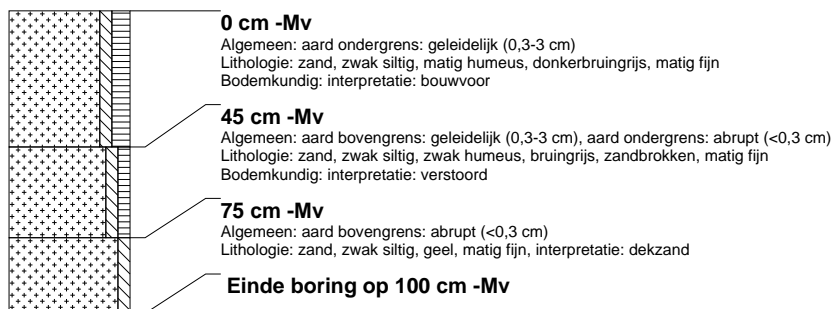 0 cm -Mv
Algemeen: aard ondergrens: geleidelijk (0,3-3 cm)
Lithologie: zand, zwak siltig, matig humeus, donkerbruingrijs, matig fijn
Bodemkundig: interpretatie: bouwvoor
45 cm -Mv
Algemeen: aard bovengrens: geleidelijk (0,3-3 cm), aard ondergrens: abrupt (<0,3 cm)
Lithologie: zand, zwak siltig, zwak humeus, bruingrijs, zandbrokken, matig fijn
Bodemkundig: interpretatie: verstoord
75 cm -Mv
Algemeen: aard bovengrens: abrupt (<0,3 cm)
Lithologie: zand, zwak siltig, geel, matig fijn, interpretatie: dekzand
Einde boring op 100 cm -Mv